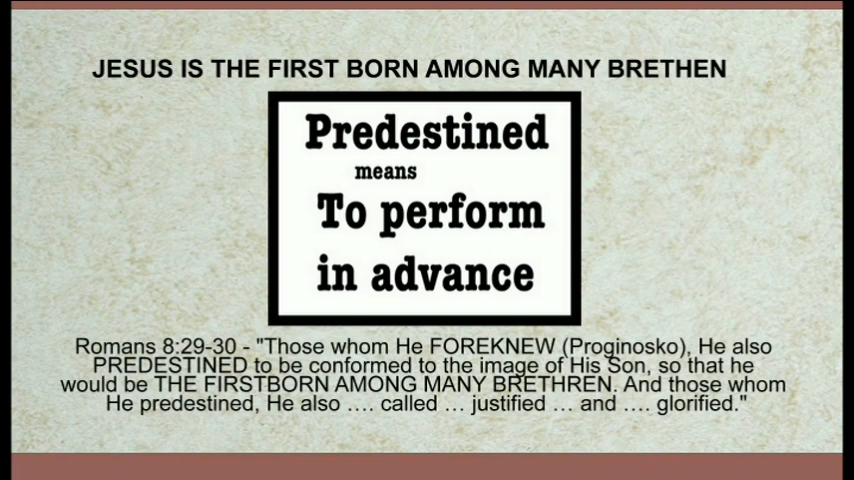 JESUS IS THE FIRST BORN AMONG MANY BRETHEN
Predestined
means
To perform
in advance
Romans 8:29-30 - "Those whom He FOREKNEW (Proginosko), He also
PREDESTINED to be conformed to the image of His Son, so that he
would be THE FIRSTBORN AMONG MANY BRETHREN. And those whom
He predestined, He also …. called … justified … and …. glorified."